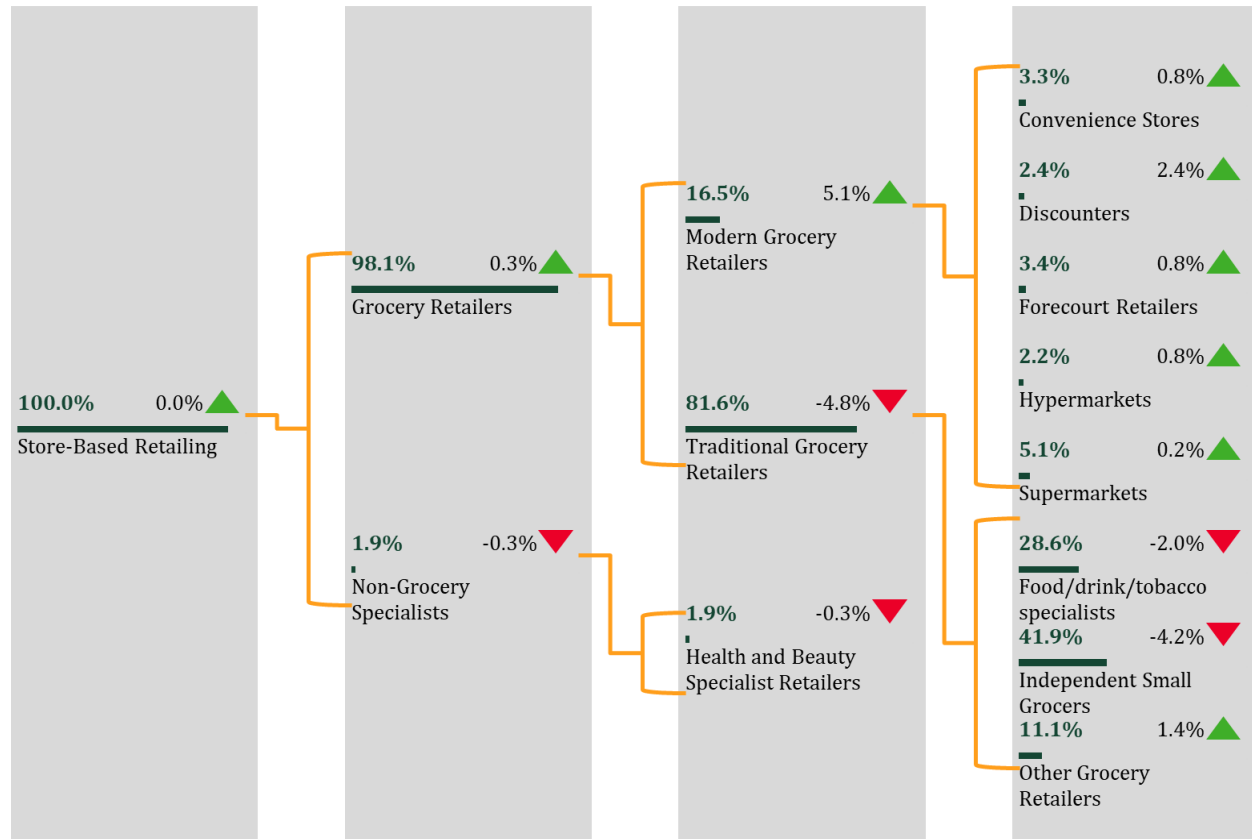 100.0% 0.0%
Store-Based Retailing
98.1% 0.3%
Grocery Retailers
1.9% -0.3%
Non-Grocery
Specialists
16.5% 5.1%
Modern Grocery
Retailers
81.6% -4.8%
Traditional Grocery
Retailers
1.9% -0.3%
Health and Beauty
Specialist Retailers
3.3% 0.8%
Convenience Stores
2.4% 2.4%
Discounters
3.4% 0.8%
Forecourt Retailers
2.2% 0.8%
Hypermarkets
5.1% 0.2%
Supermarkets
28.6% -2.0%
Food/drink/tobacco
specialists
41.9% -4.2%
Independent Small
Grocers
11.1% 1.4%
Other Grocery
Retailers